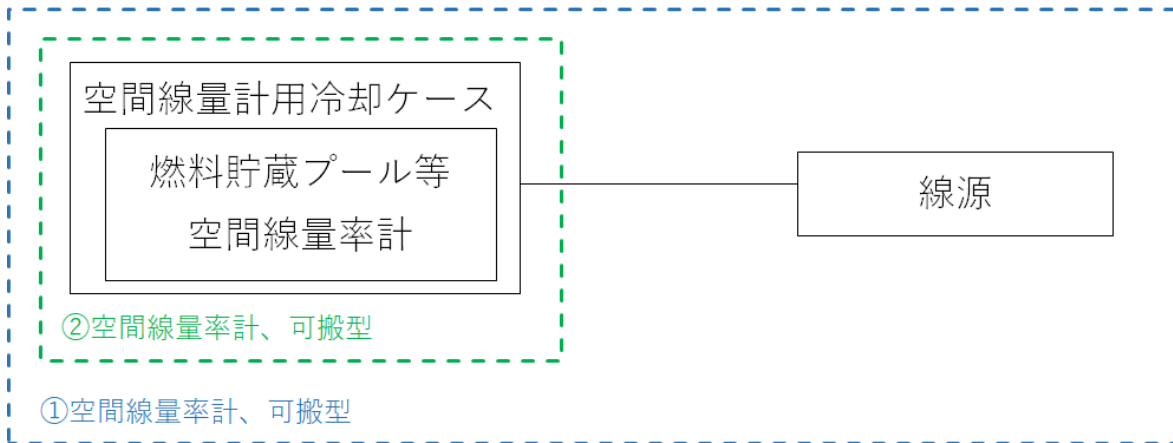 空間線量計用冷却ケース
燃料貯蔵プール等
空間線量率計
線源
②空間線量率計、可搬型
①空間線量率計、可搬型